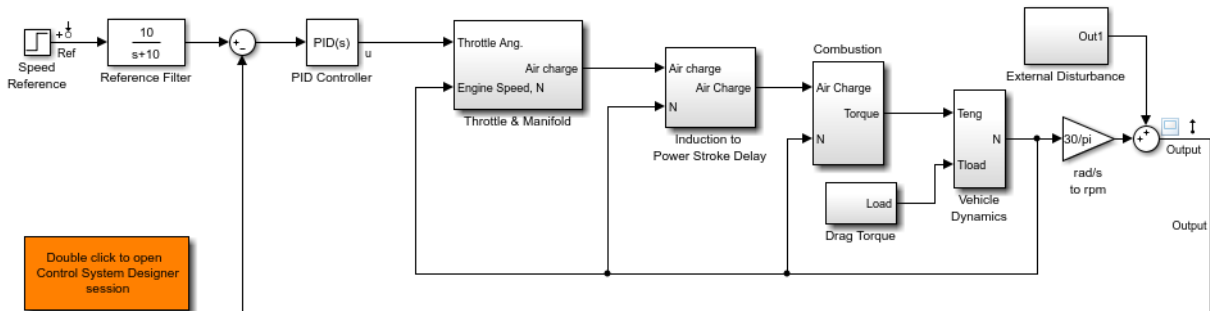 Speed
Reference
Ref
10
s+10
Reference Filter
+
-
PID(s)
u
PID Controller
Throttle Ang.
Air charge
Engine Speed, N
Throttle & Manifold
Air charge
Air Charge
N
Induction to
Power Stroke Delay
Combustion
Air Charge
Torque
N
Load
Drag Torque
Teng
N
Tload
Vehicle
Dynamics
30/pi
rad/s
to rpm
Out1
External Disturbance
+
+
Output
Output
Double click to open
Control System Designer
session